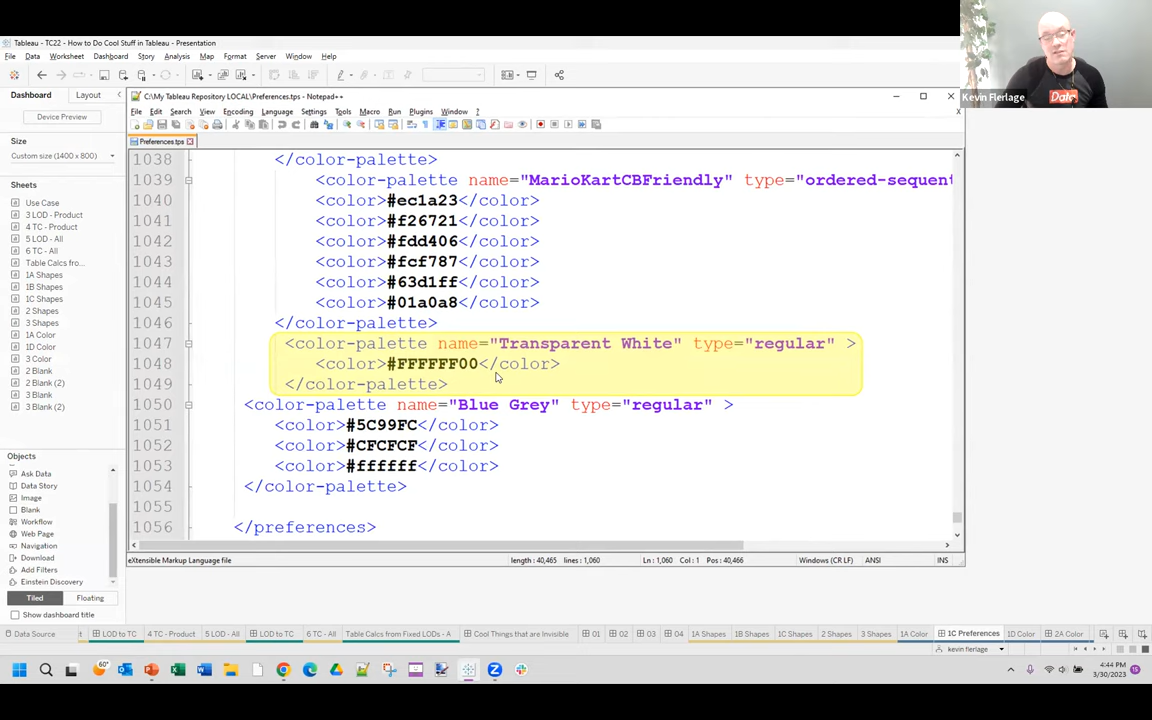 Tableau - TC22 - How to Do Cool Stuff in Tableau - Presentation
File Data Worksheet Dashboard Story Analysis Map Format Server Window Help
Dashboard Layout
Device Preview
Size
Custom size (1400 x 800)
Sheets
Use Case
3 LOD - Product
4 TC - Product
5 LOD - All
6 TC - All
Table Calcs fro...
1A Shapes
1B Shapes
1C Shapes
2 Shapes
3 Shapes
1A Color
1D Color
3 Color
2 Blank
2 Blank (2)
3 Blank
3 Blank (2)
Objects
Ask Data
Data Story
Image
Blank
Workflow
Web Page
Navigation
Download
Add Filters
Einstein Discovery
Tiled Floating
Show dashboard title
C:\My Tableau Repository LOCAL\Preferences.tps - Notepad++
File Edit Search View Encoding Language Settings Tools Macro Run Plugins Window ?
Preferences.tps
1038 </color-palette>
1039 <color-palette name="MarioKartCBFriendly" type="ordered-sequent
1040 <color>#ec1a23</color>
1041 <color>#f26721</color>
1042 <color>#fdd406</color>
1043 <color>#fcf787</color>
1044 <color>#63d1ff</color>
1045 <color>#01a0a8</color>
1046 </color-palette>
1047 <color-palette name="Transparent White" type="regular" >
1048 <color>#FFFFFF00</color>
1049 </color-palette>
1050 <color-palette name="Blue Grey" type="regular" >
1051 <color>#5C99FC</color>
1052 <color>#CFCFCF</color>
1053 <color>#ffffff</color>
1054 </color-palette>
1055
1056 </preferences>
eXtensible Markup Language file length : 40,465 lines : 1,060 Ln : 1,060 Col : 1 Pos : 40,466 Windows (CR LF) ANSI INS
Kevin Flerlage
Data
Data Source LOD to TC 4 TC - Product 5 LOD - All LOD to TC 6 TC - All Table Calcs from Fixed LODs - A Cool Things that are Invisible 01 02 03 04 1A Shapes 1B Shapes 1C Shapes 2 Shapes 3 Shapes 1A Color 1C Preferences 1D Color 2A Color
kevin flerlage
60°
4:44 PM
3/30/2023
15